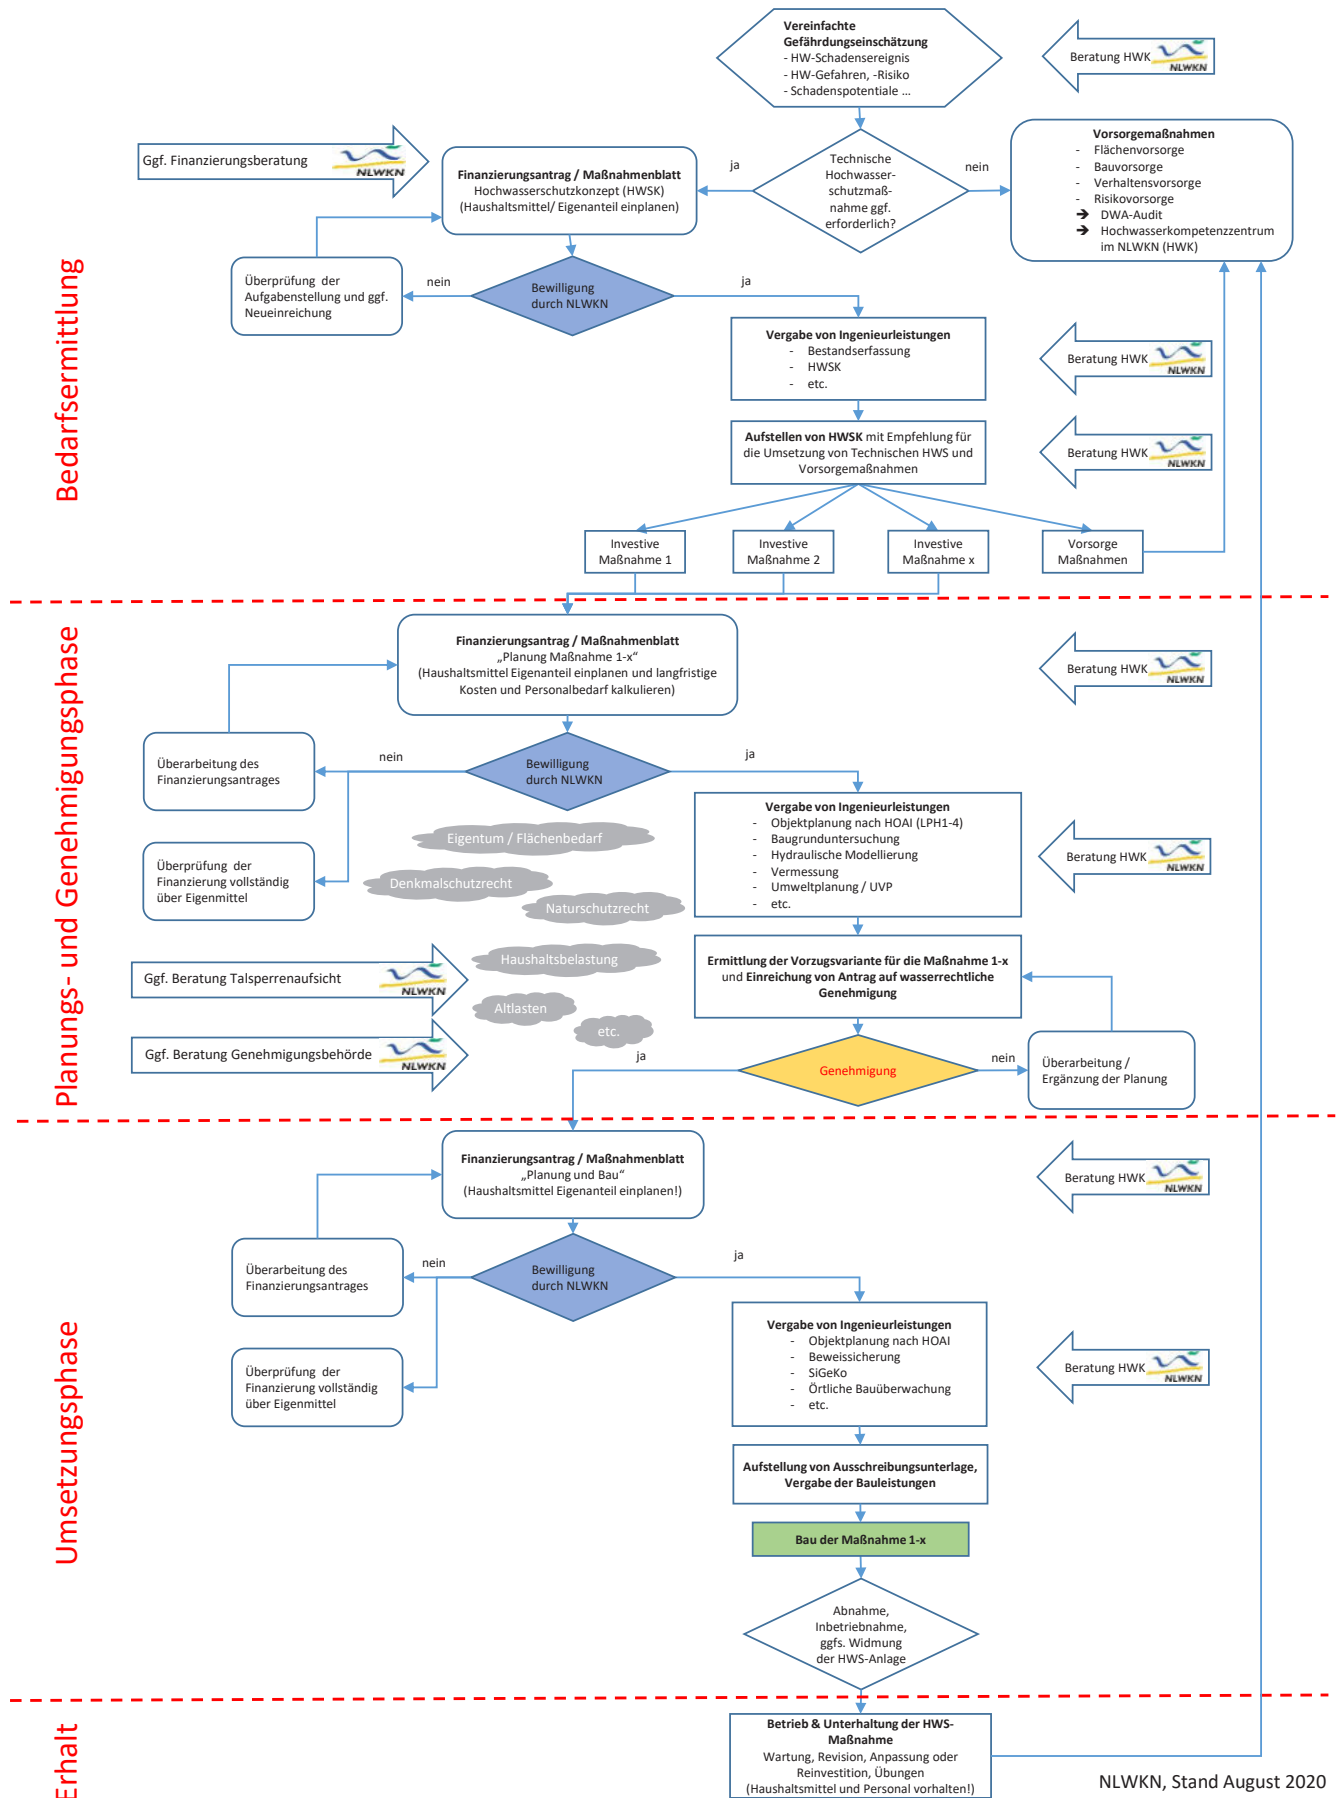 Vereinfachte
Gefährdungseinschätzung
- HW-Schadensereignis
- HW-Gefahren, -Risiko
- Schadenspotentiale ...
Beratung HWK
NLWKN
Ggf. Finanzierungsberatung
NLWKN
Finanzierungsantrag / Maßnahmenblatt
Hochwasserschutzkonzept (HWSK)
(Haushaltsmittel/ Eigenanteil einplanen)
ja
Technische
Hochwasser-
schutzmaß-
nahme ggf.
erforderlich?
nein
Vorsorgemaßnahmen
- Flächenvorsorge
- Bauvorsorge
- Verhaltensvorsorge
- Risikovorsorge
➔ DWA-Audit
➔ Hochwasserkompetenzzentrum
im NLWKN (HWK)
Bedarfsermittlung
Überprüfung der
Aufgabenstellung und ggf.
Neueinreichung
nein
Bewilligung
durch NLWKN
ja
Vergabe von Ingenieurleistungen
- Bestandserfassung
- HWSK
- etc.
Beratung HWK
NLWKN
Aufstellen von HWSK mit Empfehlung für
die Umsetzung von Technischen HWS und
Vorsorgemaßnahmen
Beratung HWK
NLWKN
Investive
Maßnahme 1
Investive
Maßnahme 2
Investive
Maßnahme x
Vorsorge
Maßnahmen
Planungs- und Genehmigungsphase
Finanzierungsantrag / Maßnahmenblatt
„Planung Maßnahme 1-x“
(Haushaltsmittel Eigenanteil einplanen und langfristige
Kosten und Personalbedarf kalkulieren)
Beratung HWK
NLWKN
Überarbeitung des
Finanzierungsantrages
nein
Bewilligung
durch NLWKN
ja
Überprüfung der
Finanzierung vollständig
über Eigenmittel
Eigentum / Flächenbedarf
Denkmalschutzrecht
Naturschutzrecht
Haushaltsbelastung
Altlasten
etc.
Vergabe von Ingenieurleistungen
- Objektplanung nach HOAI (LPH1-4)
- Baugrunduntersuchung
- Hydraulische Modellierung
- Vermessung
- Umweltplanung / UVP
- etc.
Beratung HWK
NLWKN
Ggf. Beratung Talsperrenaufsicht
NLWKN
Ggf. Beratung Genehmigungsbehörde
NLWKN
Ermittlung der Vorzugsvariante für die Maßnahme 1-x
und Einreichung von Antrag auf wasserrechtliche
Genehmigung
ja
Genehmigung
nein
Überarbeitung /
Ergänzung der Planung
Umsetzungsphase
Finanzierungsantrag / Maßnahmenblatt
„Planung und Bau“
(Haushaltsmittel Eigenanteil einplanen!)
Beratung HWK
NLWKN
Überarbeitung des
Finanzierungsantrages
nein
Bewilligung
durch NLWKN
ja
Überprüfung der
Finanzierung vollständig
über Eigenmittel
Vergabe von Ingenieurleistungen
- Objektplanung nach HOAI
- Beweissicherung
- SiGeKo
- Örtliche Bauüberwachung
- etc.
Beratung HWK
NLWKN
Aufstellung von Ausschreibungsunterlage,
Vergabe der Bauleistungen
Bau der Maßnahme 1-x
Abnahme,
Inbetriebnahme,
ggfs. Widmung
der HWS-Anlage
Erhalt
Betrieb & Unterhaltung der HWS-
Maßnahme
Wartung, Revision, Anpassung oder
Reinvestition, Übungen
(Haushaltsmittel und Personal vorhalten!)
NLWKN, Stand August 2020